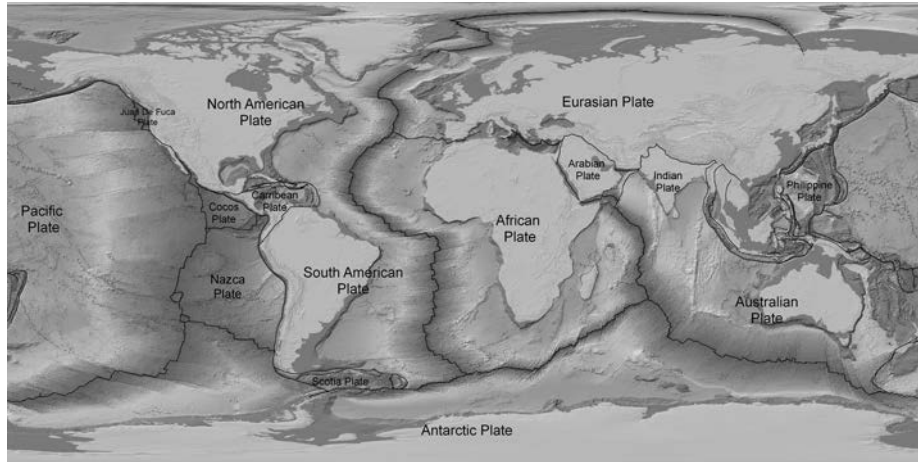 North American
Plate
Eurasian Plate
Juan De Fuca
Plate
Arabian
Plate
Indian
Plate
Philippine
Plate
Carribean
Plate
Cocos
Plate
Pacific
Plate
African
Plate
Nazca
Plate
South American
Plate
Australian
Plate
Scotia Plate
Antarctic Plate